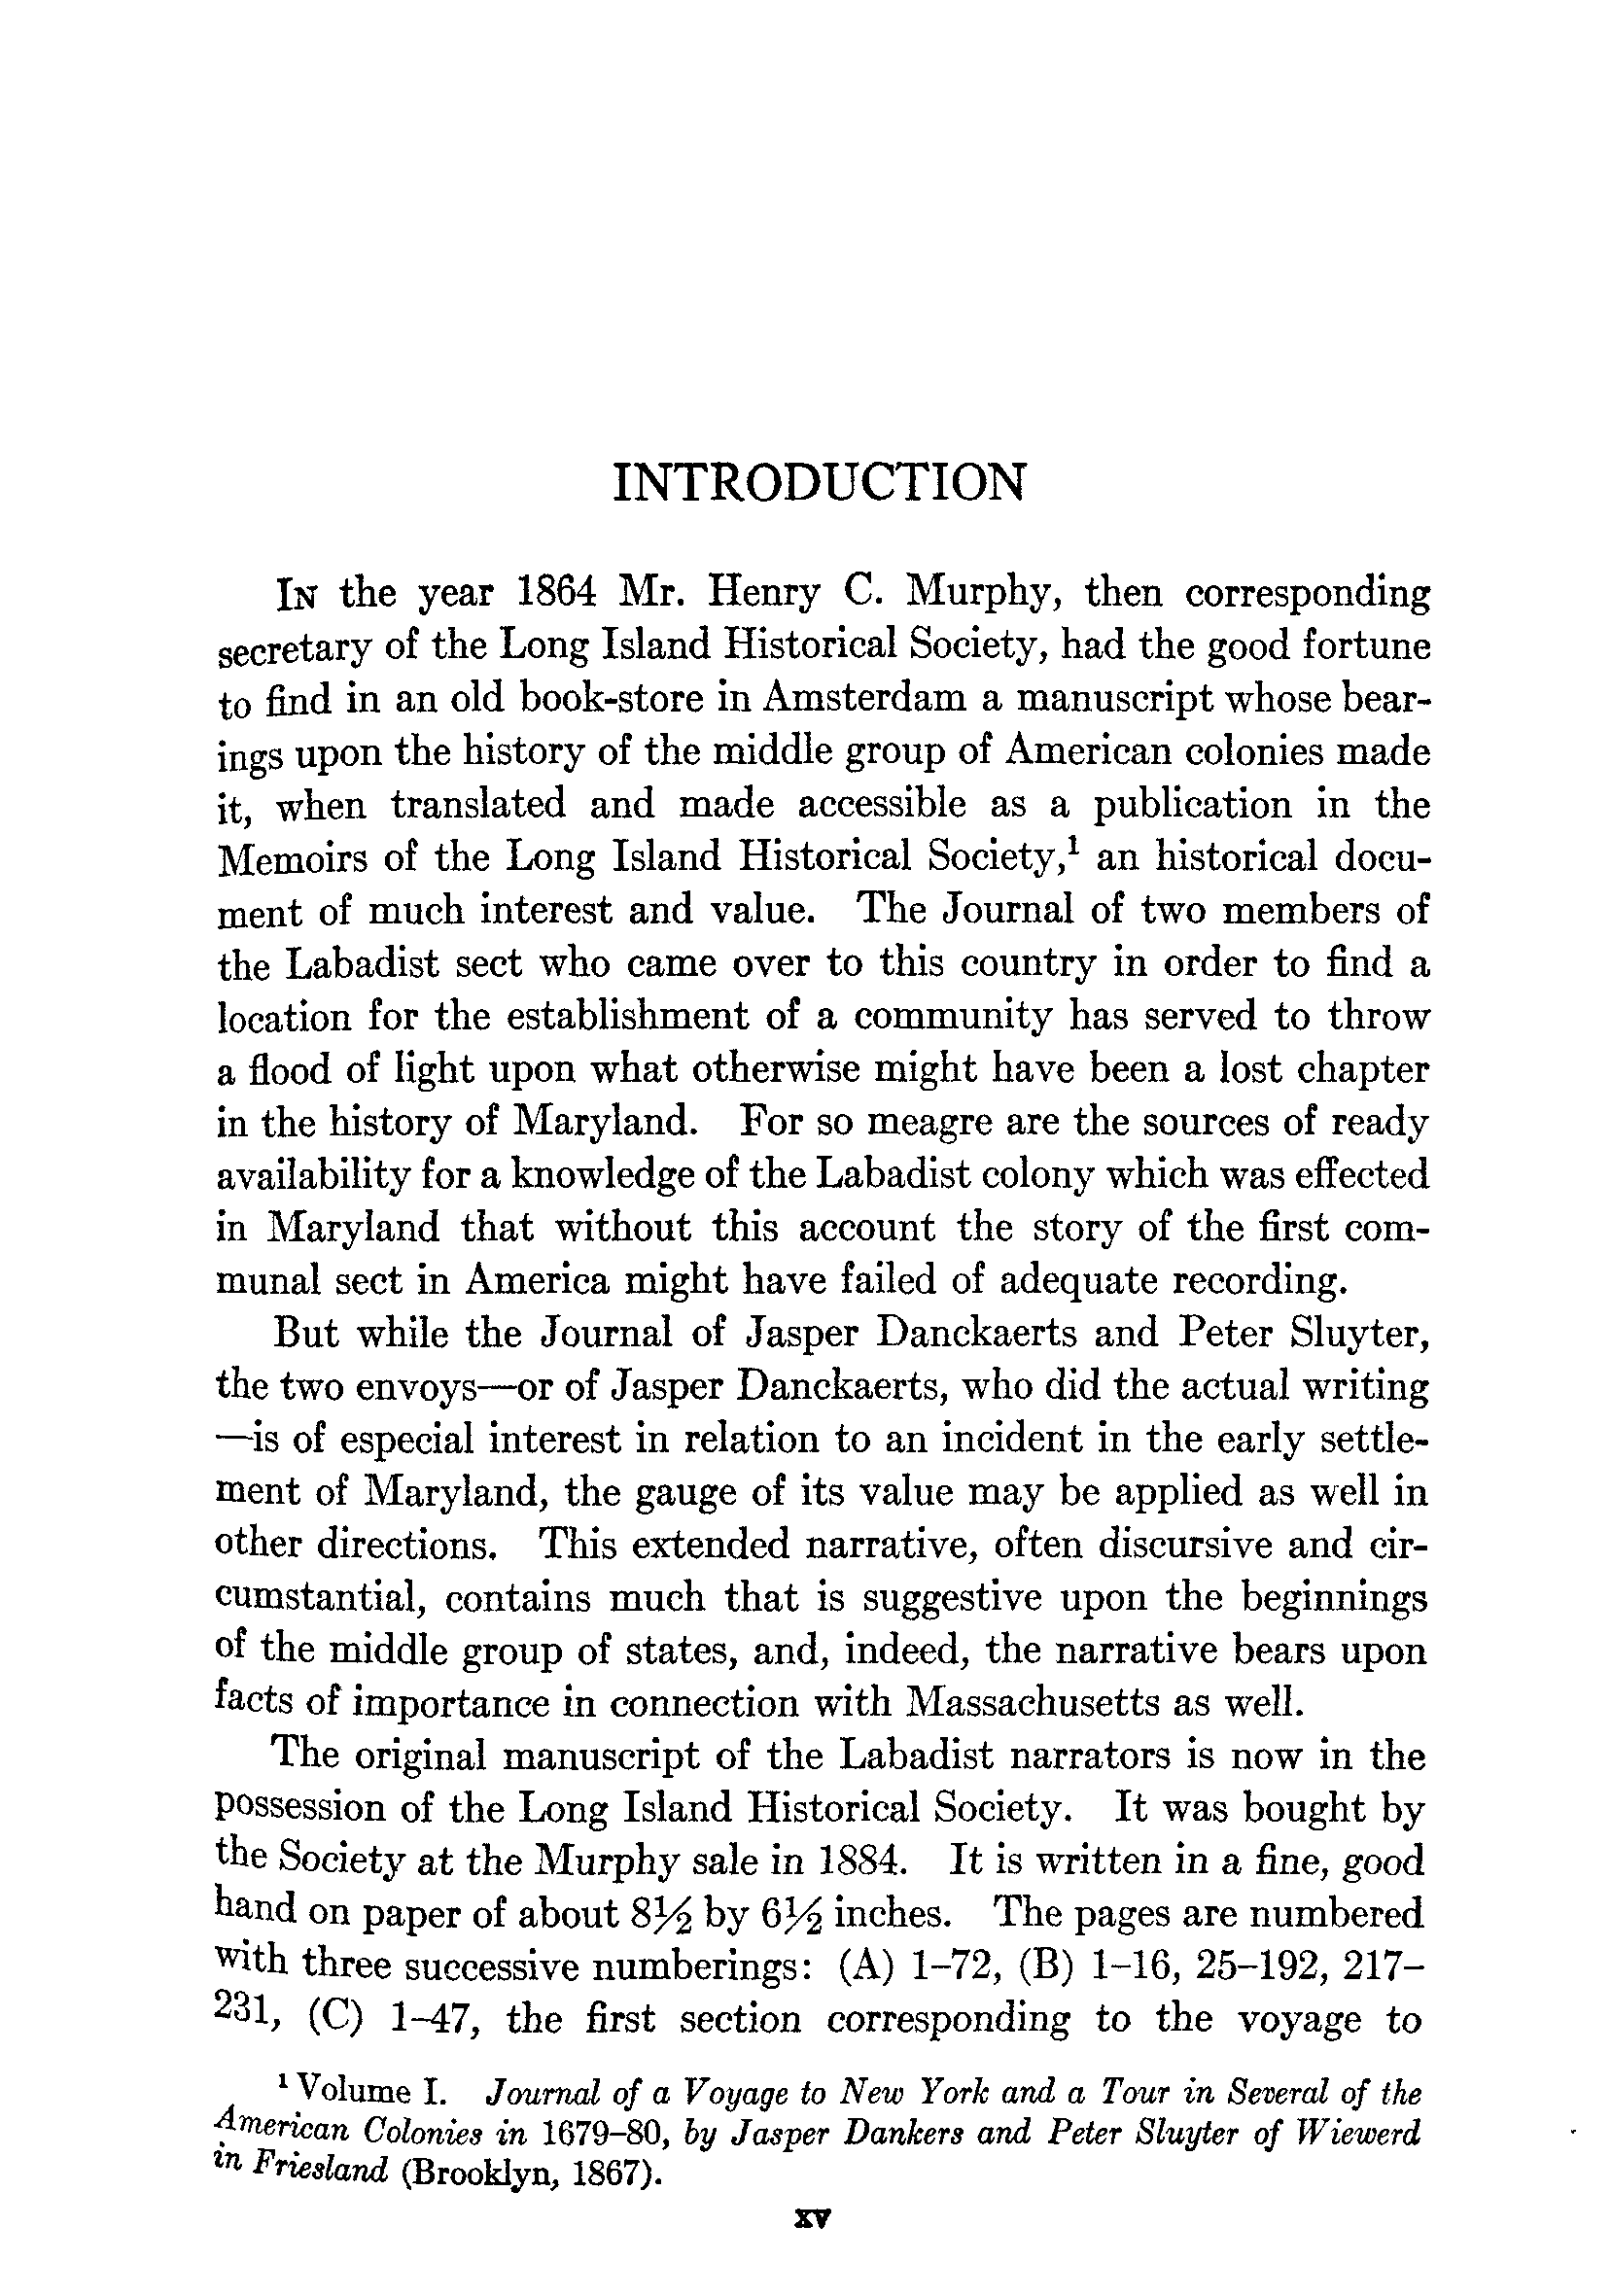 INTRODUCTION
IN the year 1864 Mr. Henry C. Murphy, then corresponding
secretary of the Long Island Historical Society, had the good fortune
to find in an old book-store in Amsterdam a manuscript whose bear-
ings upon the history of the middle group of American colonies made
it, when translated and made accessible as a publication in the
Memoirs of the Long Island Historical Society,¹ an historical docu-
ment of much interest and value. The Journal of two members of
the Labadist sect who came over to this country in order to find a
location for the establishment of a community has served to throw
a flood of light upon what otherwise might have been a lost chapter
in the history of Maryland. For so meagre are the sources of ready
availability for a knowledge of the Labadist colony which was effected
in Maryland that without this account the story of the first com-
munal sect in America might have failed of adequate recording.
But while the Journal of Jasper Danckaerts and Peter Sluyter,
the two envoys—or of Jasper Danckaerts, who did the actual writing
—is of especial interest in relation to an incident in the early settle-
ment of Maryland, the gauge of its value may be applied as well in
other directions. This extended narrative, often discursive and cir-
cumstantial, contains much that is suggestive upon the beginnings
of the middle group of states, and, indeed, the narrative bears upon
facts of importance in connection with Massachusetts as well.
The original manuscript of the Labadist narrators is now in the
possession of the Long Island Historical Society. It was bought by
the Society at the Murphy sale in 1884. It is written in a fine, good
hand on paper of about 8½ by 6½ inches. The pages are numbered
with three successive numberings: (A) 1–72, (B) 1–16, 25–192, 217–
231, (C) 1–47, the first section corresponding to the voyage to
¹ Volume I. Journal of a Voyage to New York and a Tour in Several of the
American Colonies in 1679–80, by Jasper Dankers and Peter Sluyter of Wiewerd
in Friesland (Brooklyn, 1867).
xv